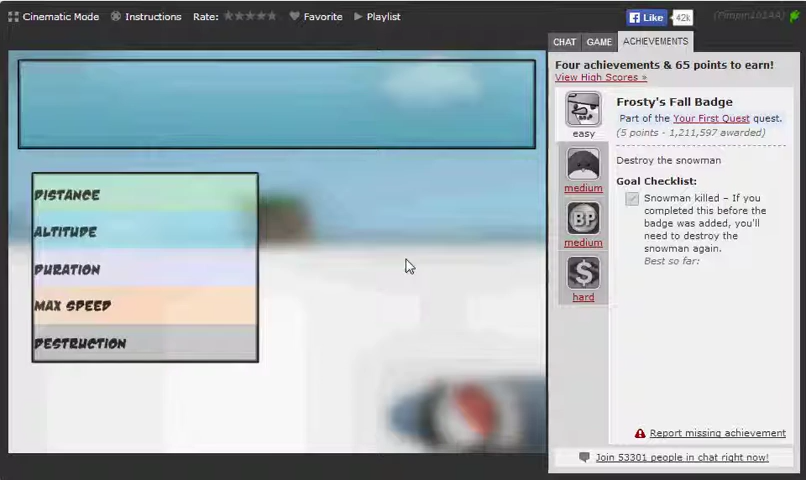 Cinematic Mode Instructions Rate: Favorite Playlist
Like 42k
CHAT GAME ACHIEVEMENTS
Four achievements & 65 points to earn!
View High Scores »
Frosty's Fall Badge
Part of the Your First Quest quest.
(5 points - 1,211,597 awarded)
easy
Destroy the snowman
medium
Goal Checklist:
Snowman killed – If you
completed this before the
badge was added, you'll
need to destroy the
snowman again.
Best so far:
BP
medium
$
hard
DISTANCE
ALTITUDE
DURATION
MAX SPEED
DESTRUCTION
Report missing achievement
Join 53301 people in chat right now!